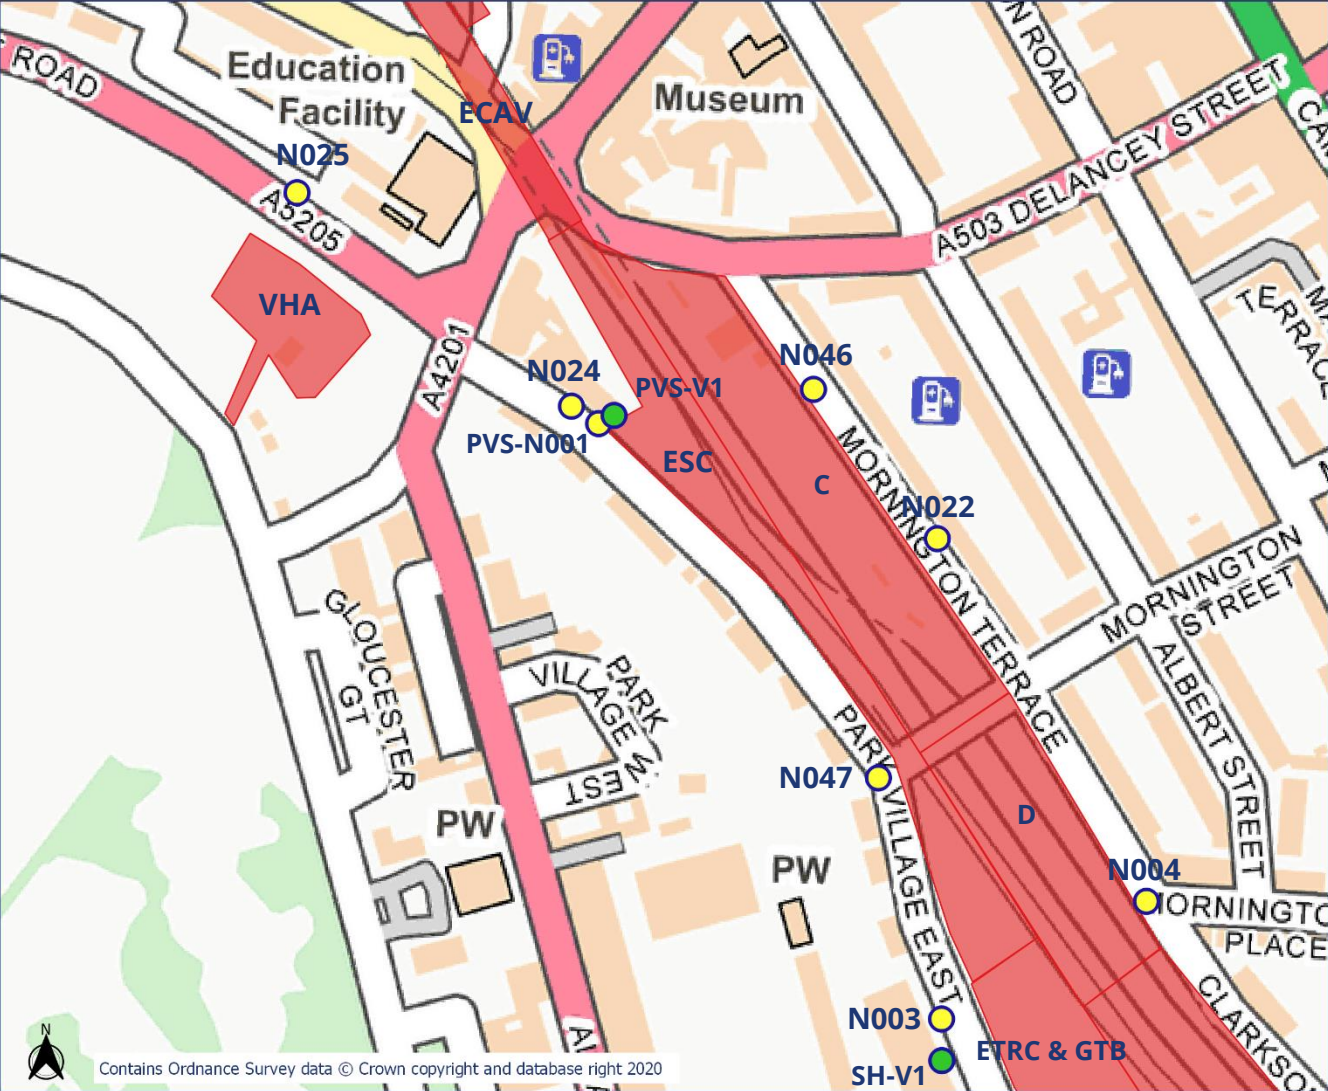 ROAD
Education
Facility
ECAV
Museum
N ROAD
A503 DELANCEY STREET
N025
A5205
VHA
TERRACE
A4201
N046
N024
PVS-V1
PVS-N001
ESC
C
MORNINGTON TERRACE
N022
MORNINGTON
STREET
GLOUCESTER
GT
PARK
VILLAGE WEST
ALBERT STREET
PARK VILLAGE EAST
N047
D
PW
PW
N004
PLACE
N003
ETRC & GTB
SH-V1
N
Contains Ordnance Survey data © Crown copyright and database right 2020